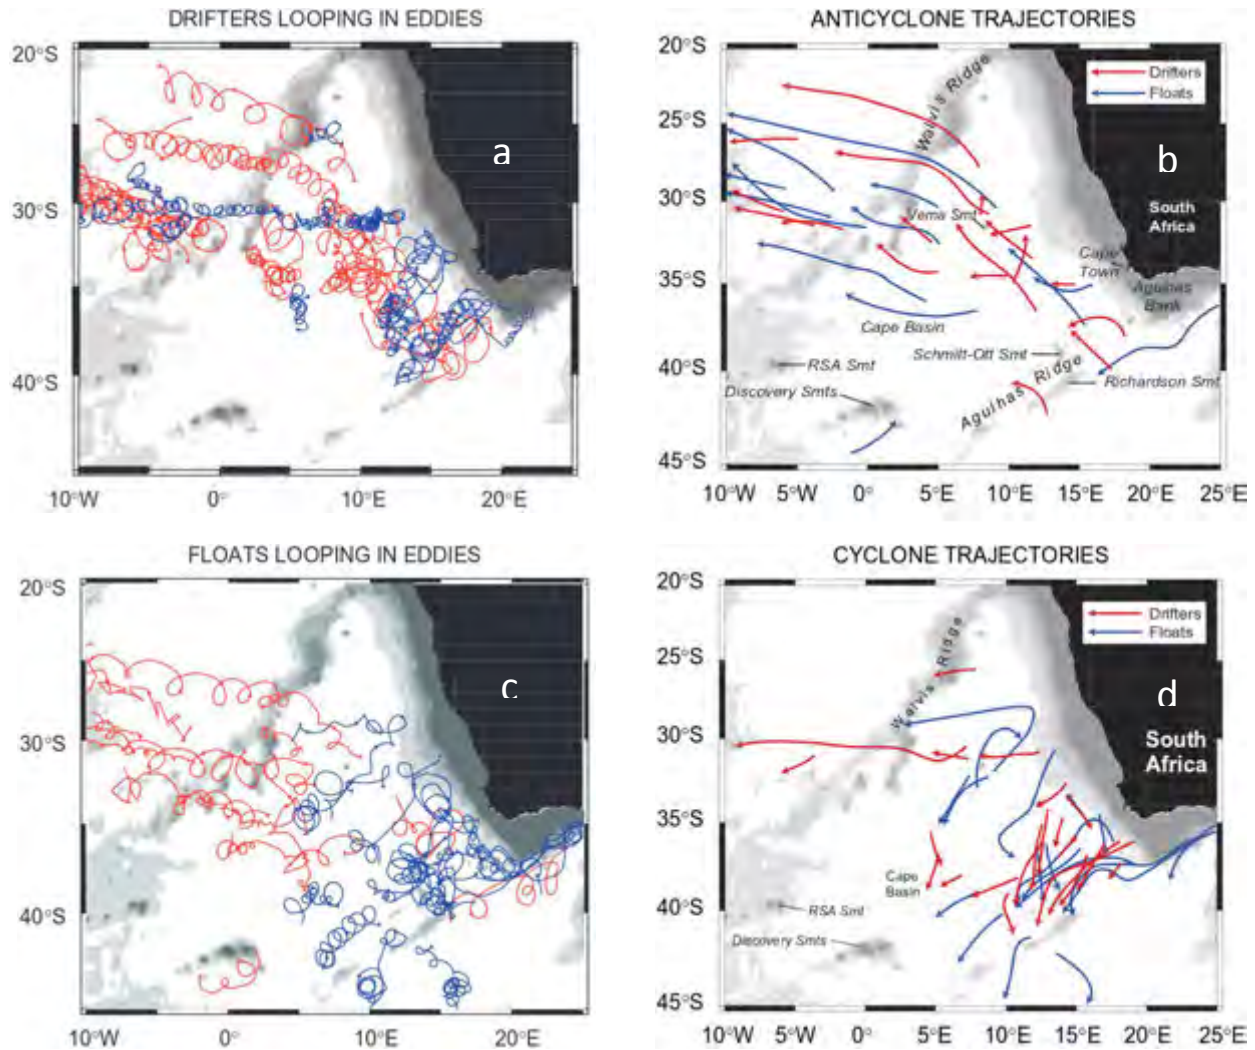 DRIFTERS LOOPING IN EDDIES
20°S
30°S
40°S
10°W
0°
10°E
20°E
a
ANTICYCLONE TRAJECTORIES
20°S
25°S
30°S
35°S
40°S
45°S
10°W
5°W
0°
5°E
10°E
15°E
20°E
25°E
Drifters
Floats
b
Walvis Ridge
Vema Smt
South
Africa
Cape
Town
Agulhas
Bank
Cape Basin
Schmitt-Ott Smt
RSA Smt
Discovery Smts
Agulhas Ridge
Richardson Smt
FLOATS LOOPING IN EDDIES
20°S
30°S
40°S
10°W
0°
10°E
20°E
c
CYCLONE TRAJECTORIES
20°S
25°S
30°S
35°S
40°S
45°S
10°W
5°W
0°
5°E
10°E
15°E
20°E
25°E
Drifters
Floats
d
Walvis Ridge
South
Africa
Cape
Basin
RSA Smt
Discovery Smts